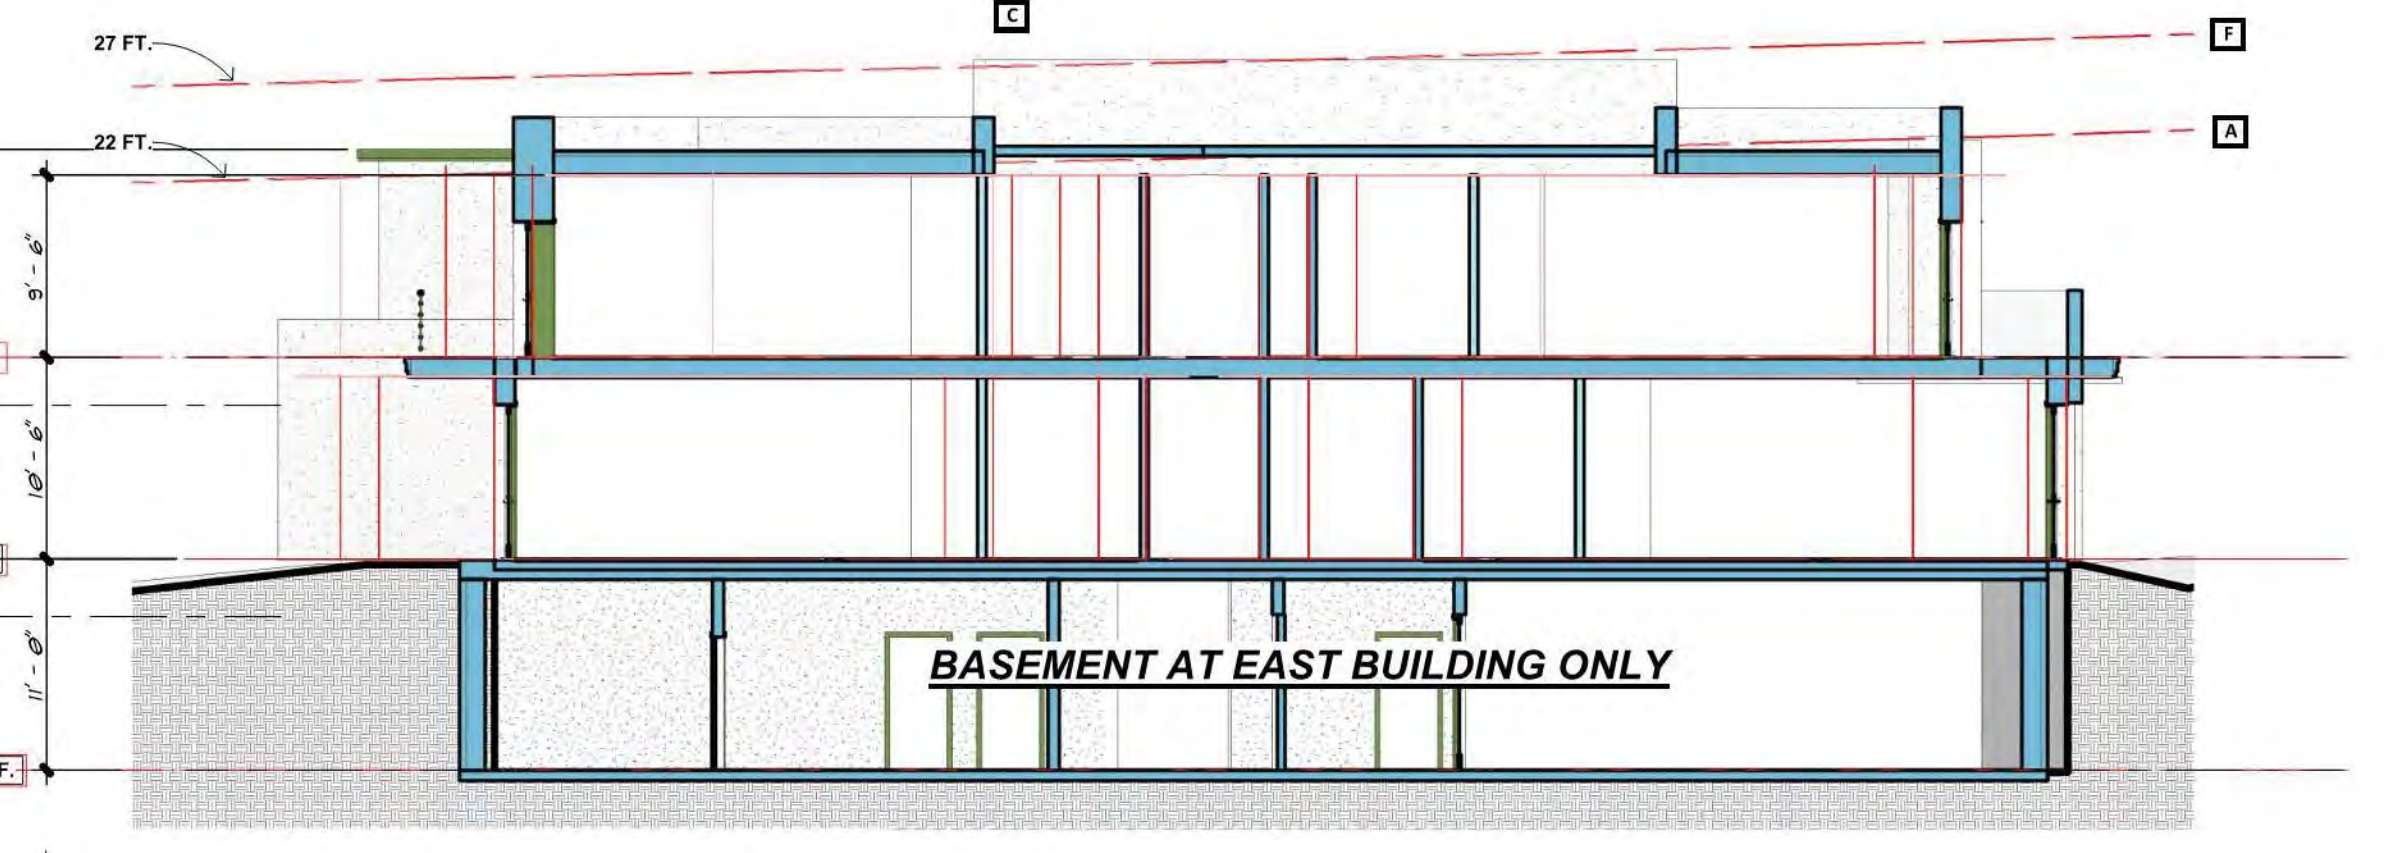 C
27 FT.
F
22 FT.
A
9' - 6"
10' - 6"
BASEMENT AT EAST BUILDING ONLY
11' - 0"
F.